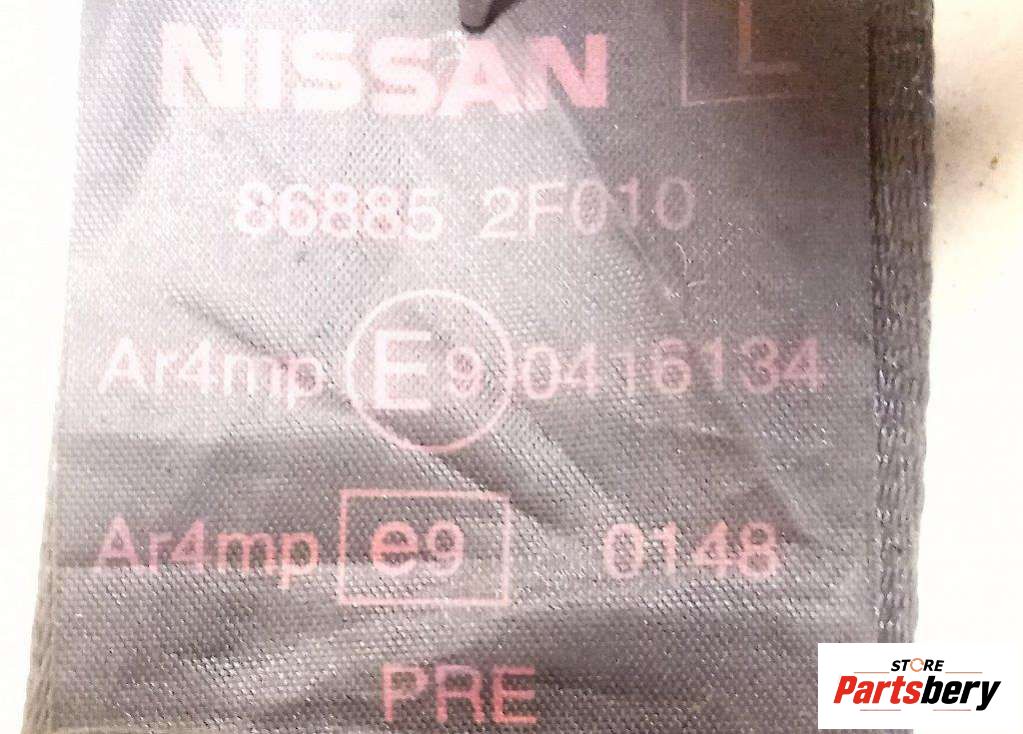 NISSAN L
86885 2F010
Ar4mp E9 0416134
Ar4mp e9 0148
PRE
STORE
Partsbery